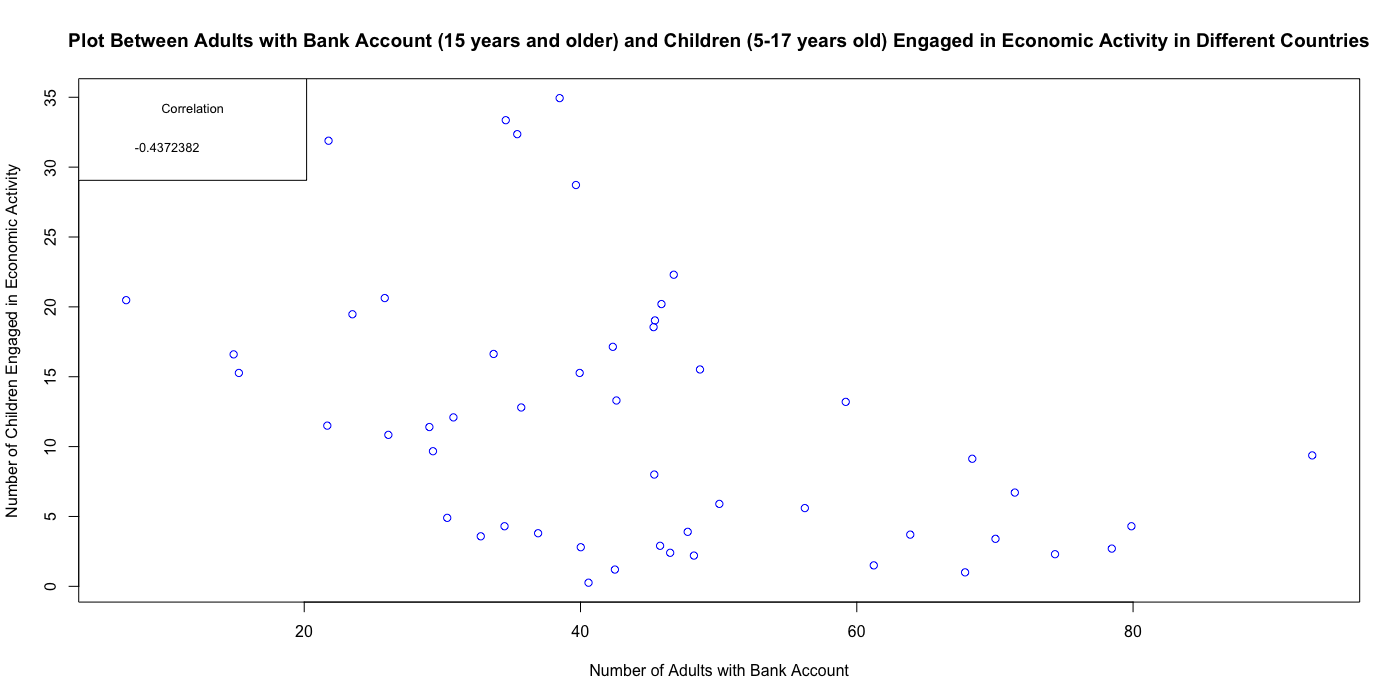 Plot Between Adults with Bank Account (15 years and older) and Children (5-17 years old) Engaged in Economic Activity in Different Countries
Correlation
-0.4372382
Number of Children Engaged in Economic Activity
35
30
25
20
15
10
5
0
20 40 60 80
Number of Adults with Bank Account